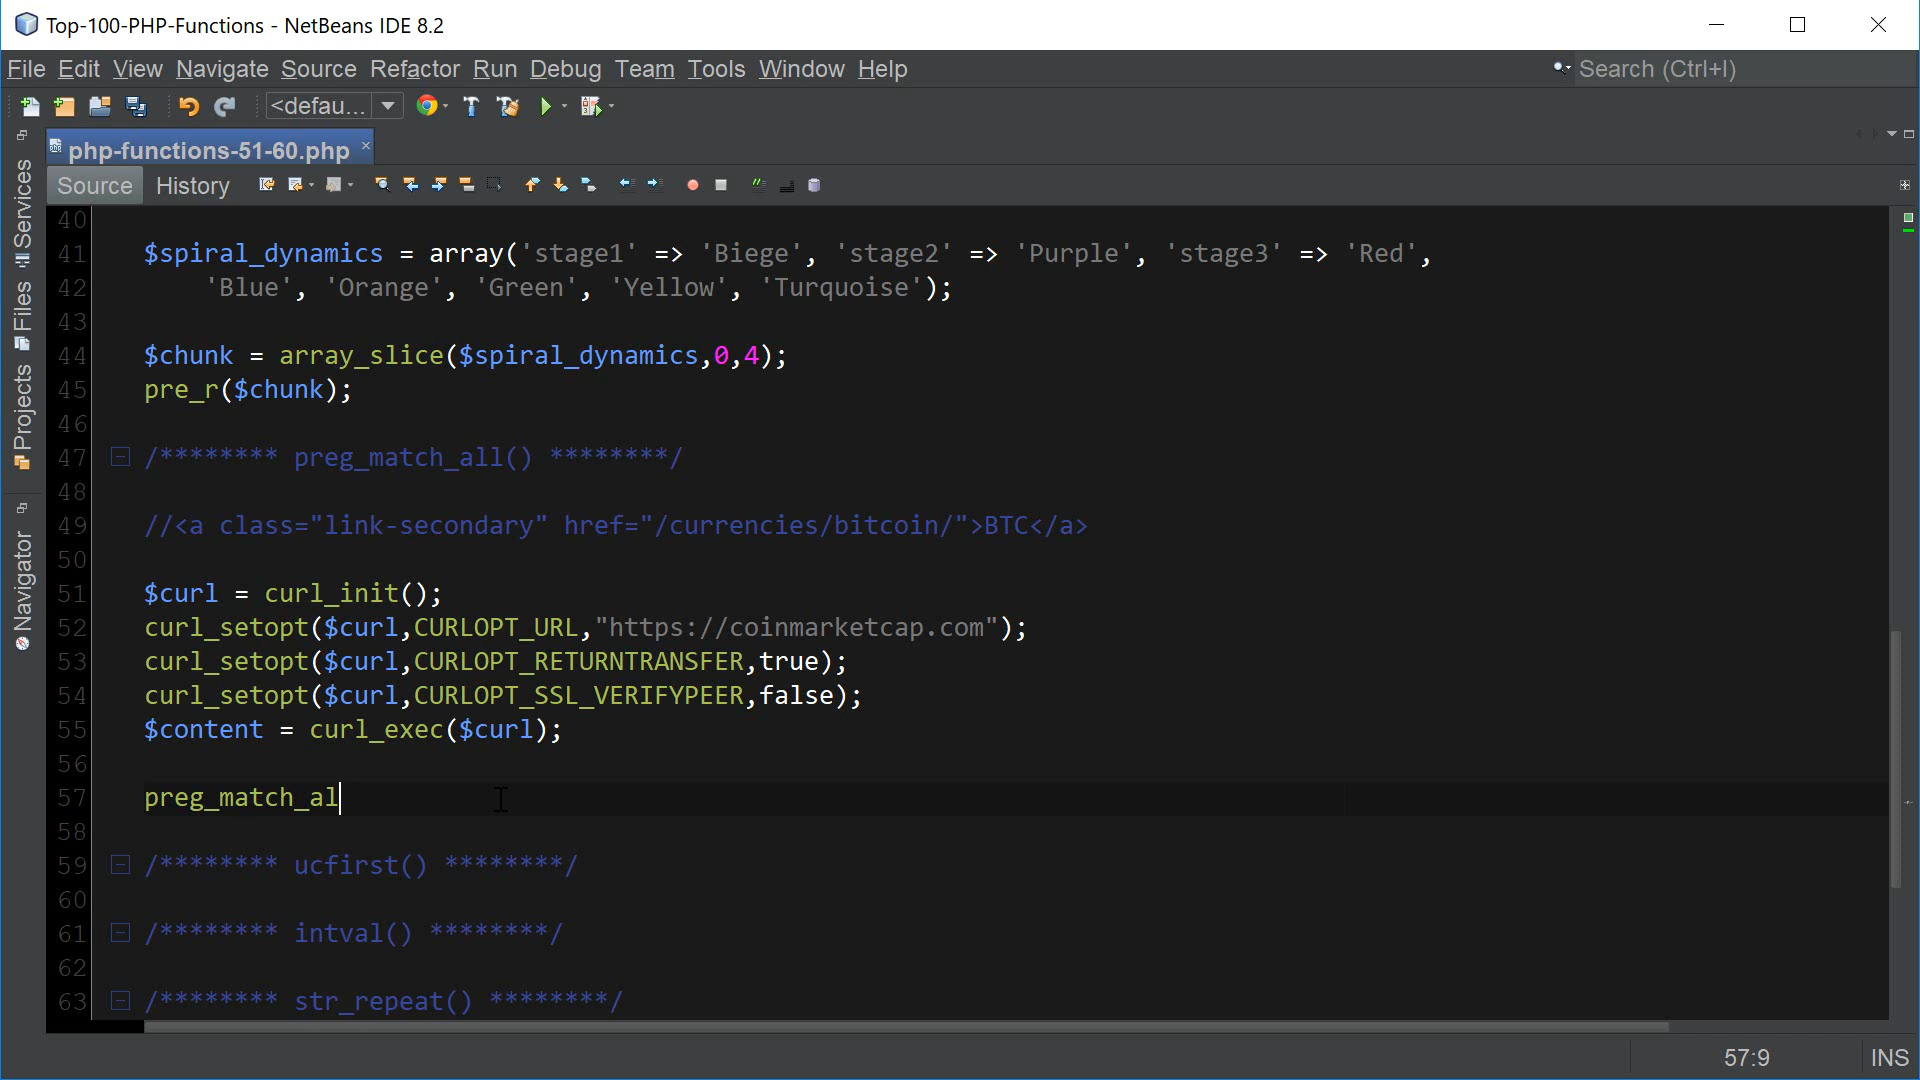 Top-100-PHP-Functions - NetBeans IDE 8.2
File Edit View Navigate Source Refactor Run Debug Team Tools Window Help
Search (Ctrl+I)
<defau...
php-functions-51-60.php
Source History
Services
Files
Projects
Navigator
40
41 $spiral_dynamics = array('stage1' => 'Biege', 'stage2' => 'Purple', 'stage3' => 'Red',
42 'Blue', 'Orange', 'Green', 'Yellow', 'Turquoise');
43
44 $chunk = array_slice($spiral_dynamics,0,4);
45 pre_r($chunk);
46
47 /******** preg_match_all() ********/
48
49 //<a class="link-secondary" href="/currencies/bitcoin/">BTC</a>
50
51 $curl = curl_init();
52 curl_setopt($curl,CURLOPT_URL,"https://coinmarketcap.com");
53 curl_setopt($curl,CURLOPT_RETURNTRANSFER,true);
54 curl_setopt($curl,CURLOPT_SSL_VERIFYPEER,false);
55 $content = curl_exec($curl);
56
57 preg_match_al
58
59 /******** ucfirst() ********/
60
61 /******** intval() ********/
62
63 /******** str_repeat() ********/
57:9 INS